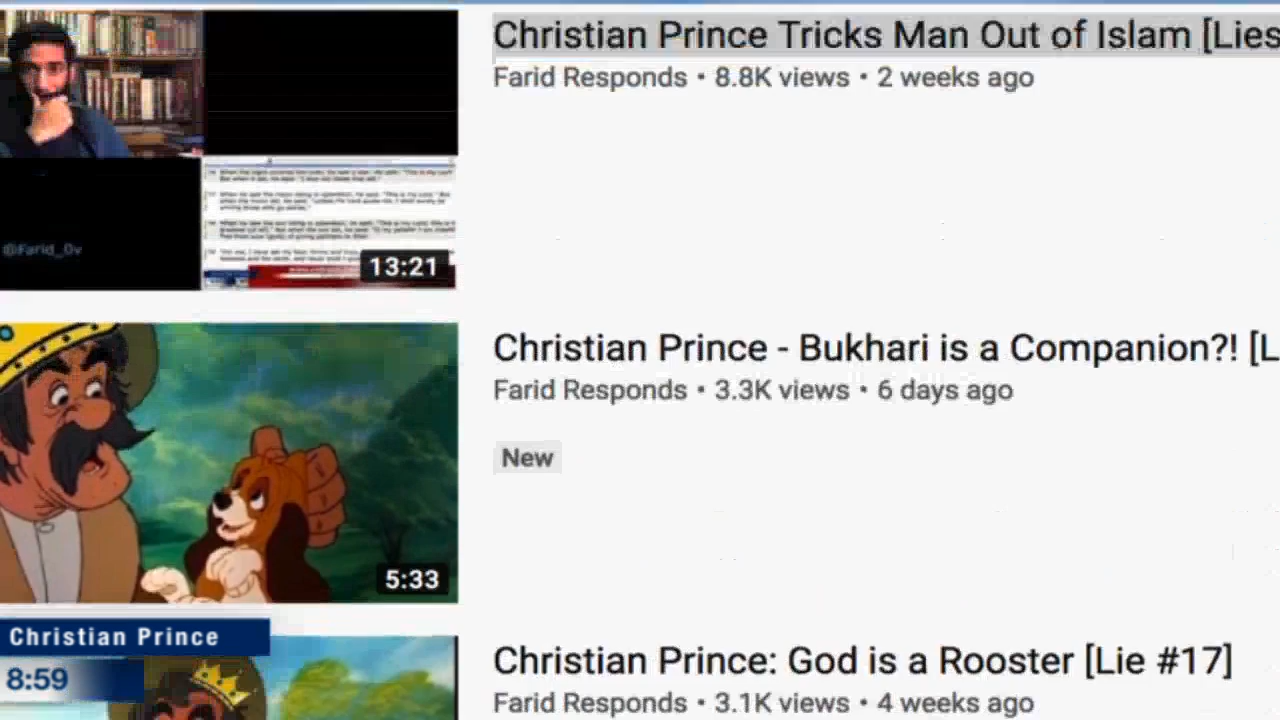 Christian Prince Tricks Man Out of Islam [Lies
Farid Responds • 8.8K views • 2 weeks ago
@Farid_0v
13:21
Christian Prince - Bukhari is a Companion?! [L
Farid Responds • 3.3K views • 6 days ago
New
5:33
Christian Prince
8:59
Christian Prince: God is a Rooster [Lie #17]
Farid Responds • 3.1K views • 4 weeks ago